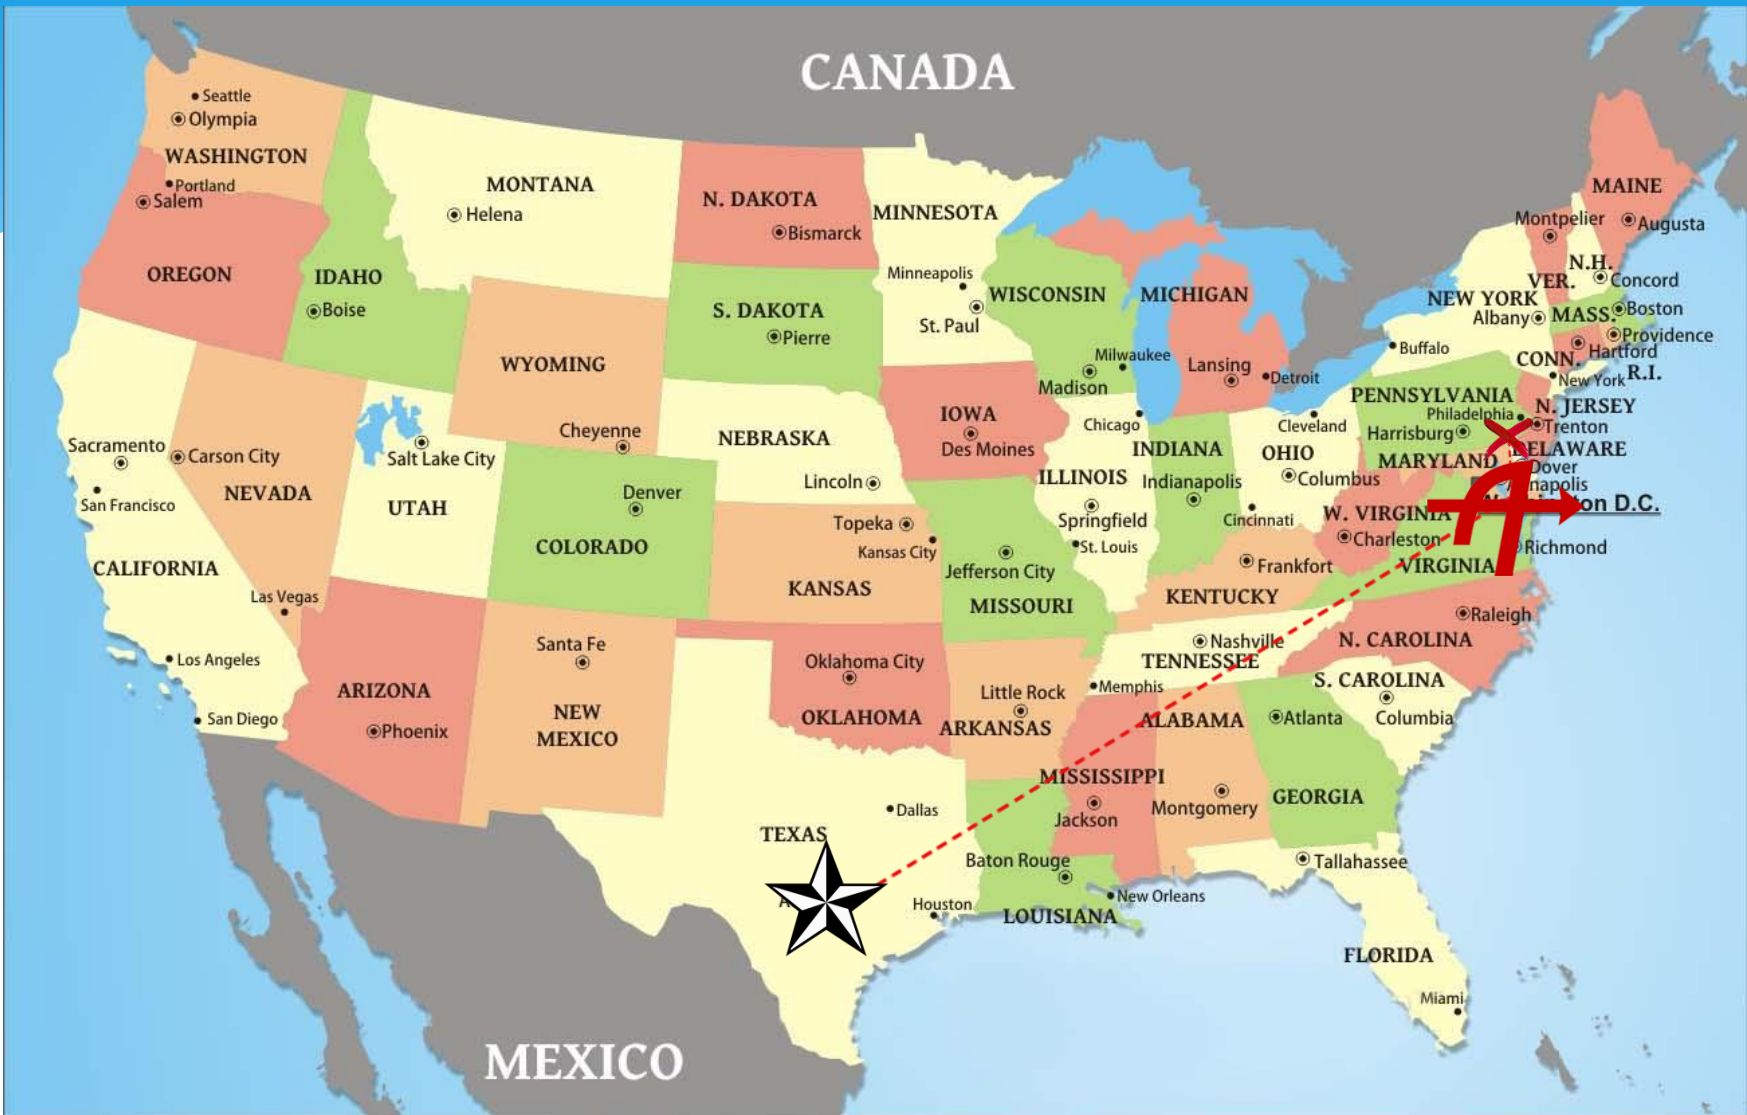 CANADA
Seattle
Olympia
WASHINGTON
Portland
Salem
OREGON
MONTANA
Helena
IDAHO
Boise
N. DAKOTA
Bismarck
S. DAKOTA
Pierre
MINNESOTA
Minneapolis
St. Paul
WISCONSIN
Milwaukee
Madison
MICHIGAN
Lansing
Detroit
MAINE
Augusta
Montpelier
VER.
N.H.
Concord
NEW YORK
Albany
Buffalo
New York
MASS.
Boston
Providence
CONN.
Hartford
R.I.
PENNSYLVANIA
Philadelphia
Harrisburg
N. JERSEY
Trenton
DELAWARE
Dover
MARYLAND
on D.C.
WYOMING
Cheyenne
NEBRASKA
Lincoln
IOWA
Des Moines
Chicago
ILLINOIS
Springfield
INDIANA
Indianapolis
OHIO
Cleveland
Columbus
Cincinnati
W. VIRGINIA
Charleston
VIRGINIA
Richmond
Sacramento
San Francisco
Carson City
NEVADA
Las Vegas
CALIFORNIA
Los Angeles
San Diego
Salt Lake City
UTAH
Denver
COLORADO
Topeka
Kansas City
KANSAS
St. Louis
Jefferson City
MISSOURI
Frankfort
KENTUCKY
Raleigh
N. CAROLINA
Nashville
TENNESSEE
Memphis
S. CAROLINA
Columbia
ARIZONA
Phoenix
Santa Fe
NEW
MEXICO
Oklahoma City
OKLAHOMA
Little Rock
ARKANSAS
ALABAMA
Montgomery
Atlanta
GEORGIA
MISSISSIPPI
Jackson
Dallas
TEXAS
Houston
Baton Rouge
New Orleans
LOUISIANA
Tallahassee
FLORIDA
Miami
MEXICO